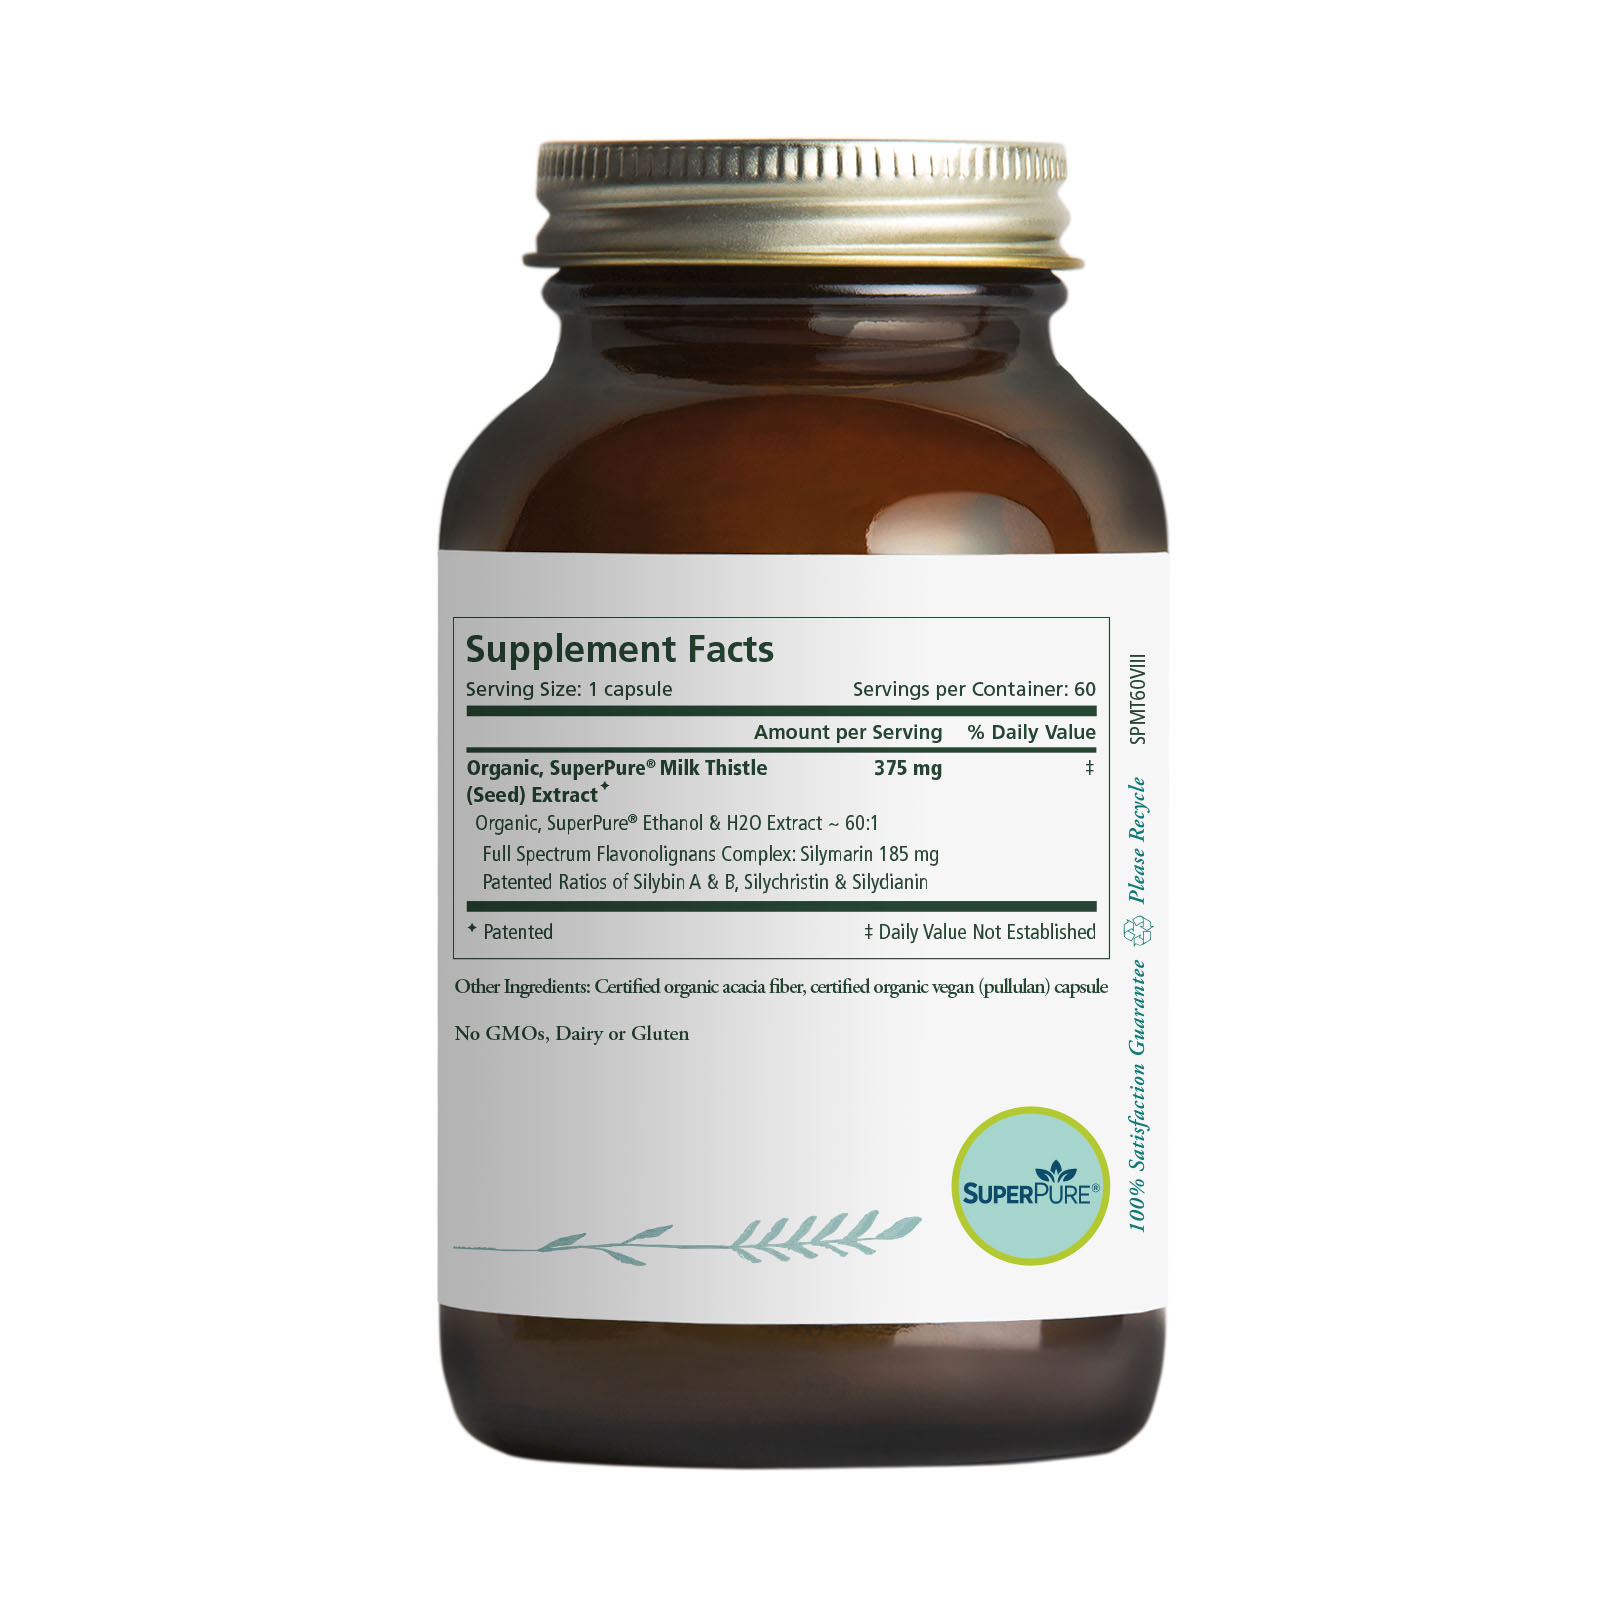 Supplement Facts
Serving Size: 1 capsule Servings per Container: 60
Amount per Serving % Daily Value
Organic, SuperPure® Milk Thistle 375 mg ‡
(Seed) Extract✦
Organic, SuperPure® Ethanol & H2O Extract ~ 60:1
Full Spectrum Flavonolignans Complex: Silymarin 185 mg
Patented Ratios of Silybin A & B, Silychristin & Silydianin
✦ Patented ‡ Daily Value Not Established
Other Ingredients: Certified organic acacia fiber, certified organic vegan (pullulan) capsule
No GMOs, Dairy or Gluten
SUPERPURE®
100% Satisfaction Guarantee Please Recycle SPMT60VIII